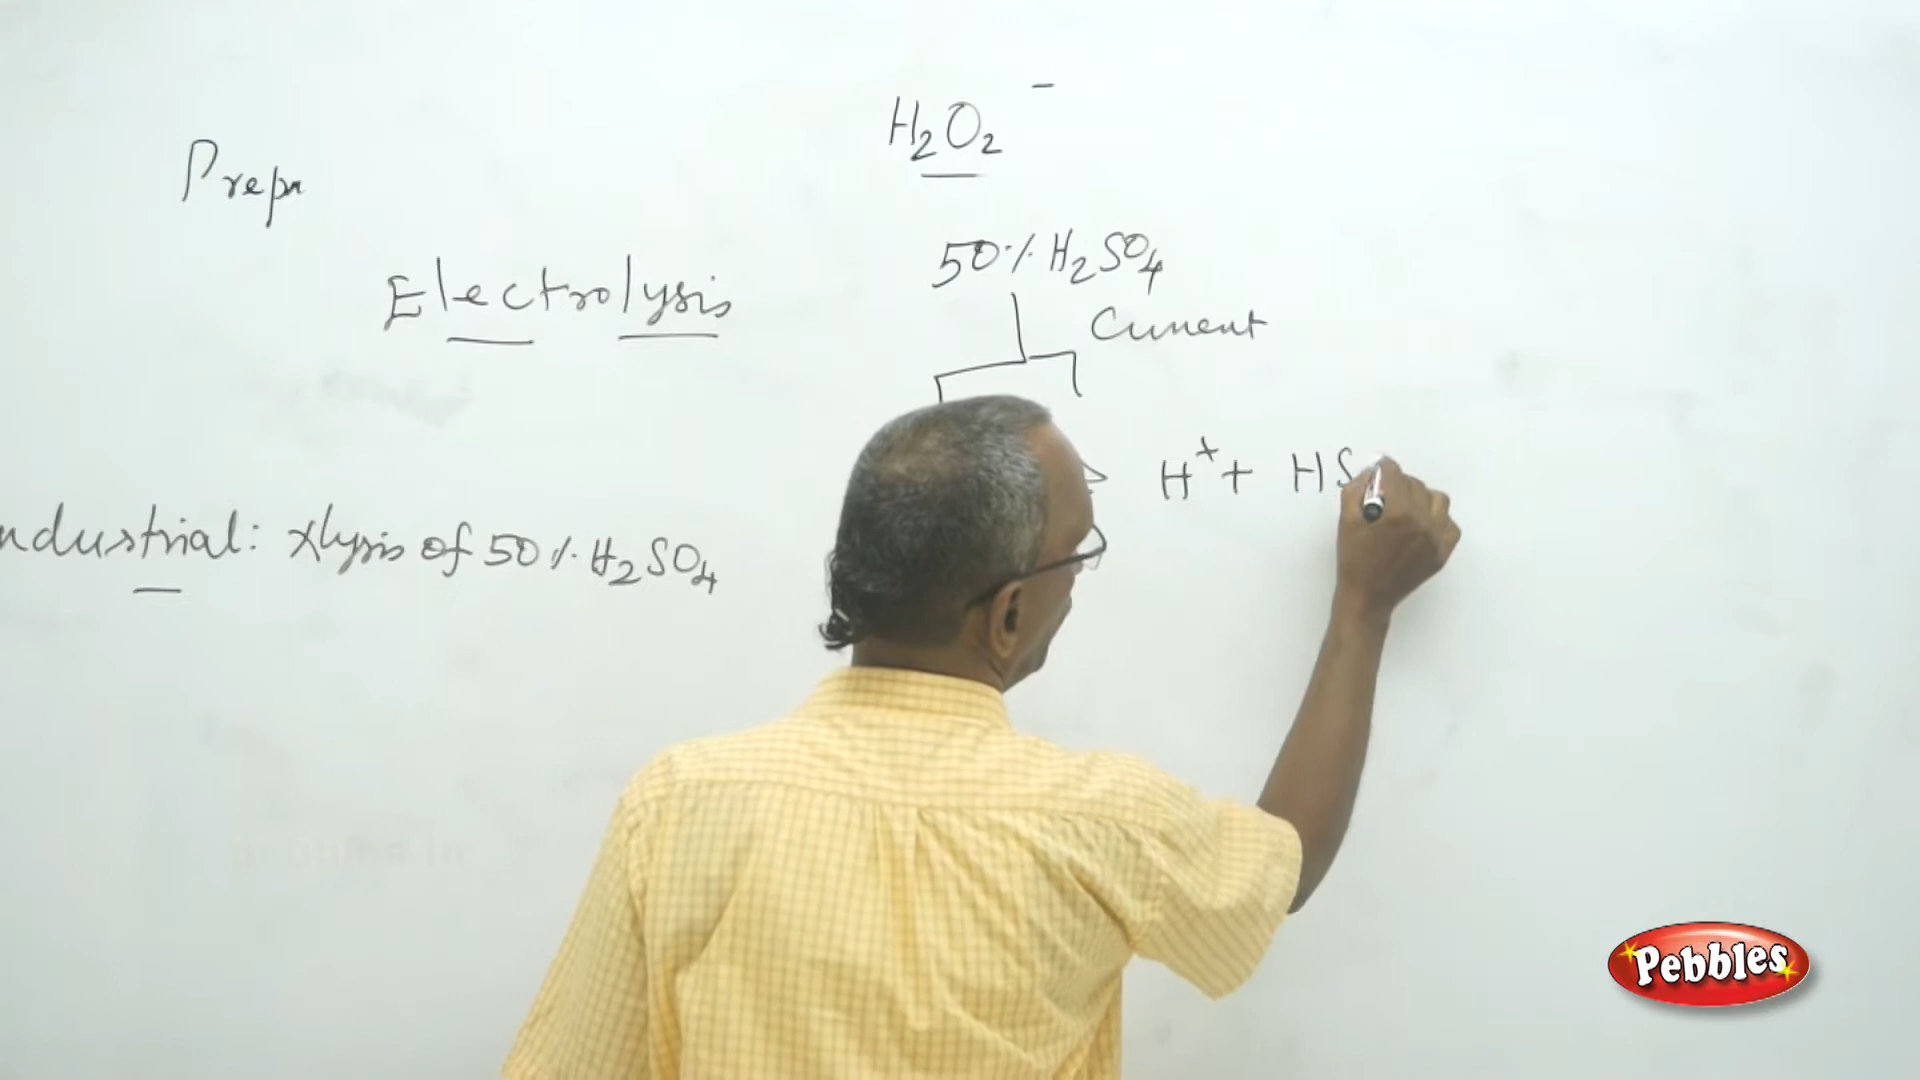 H2O2 -
Prepn
50% H2SO4
Electrolysis
Current
H+ + HS
ndustrial: xlysis of 50% H2SO4
Pebbles